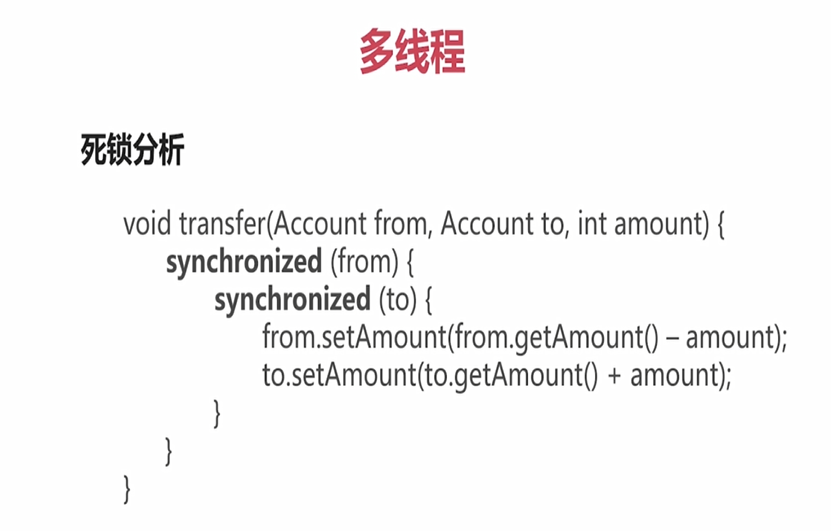 多线程
死锁分析
void transfer(Account from, Account to, int amount) {
synchronized (from) {
synchronized (to) {
from.setAmount(from.getAmount() – amount);
to.setAmount(to.getAmount() + amount);
}
}
}